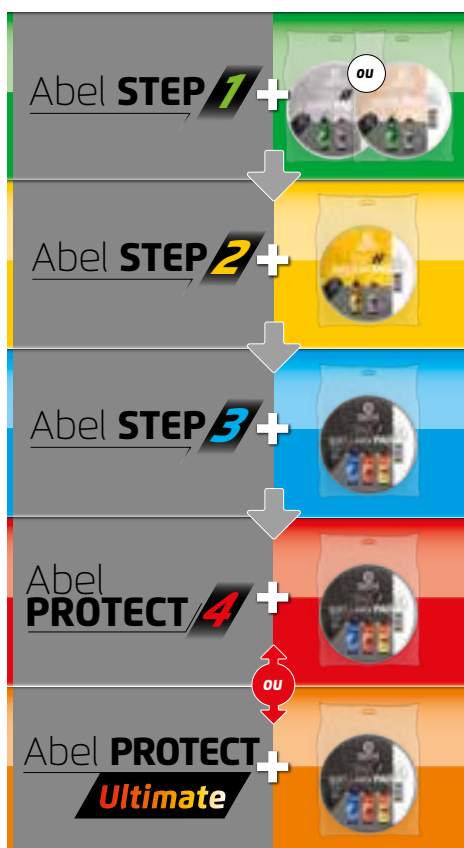 Abel STEP 1
ou
Abel STEP 2
Abel STEP 3
Abel
PROTECT 4
ou
Abel PROTECT
Ultimate